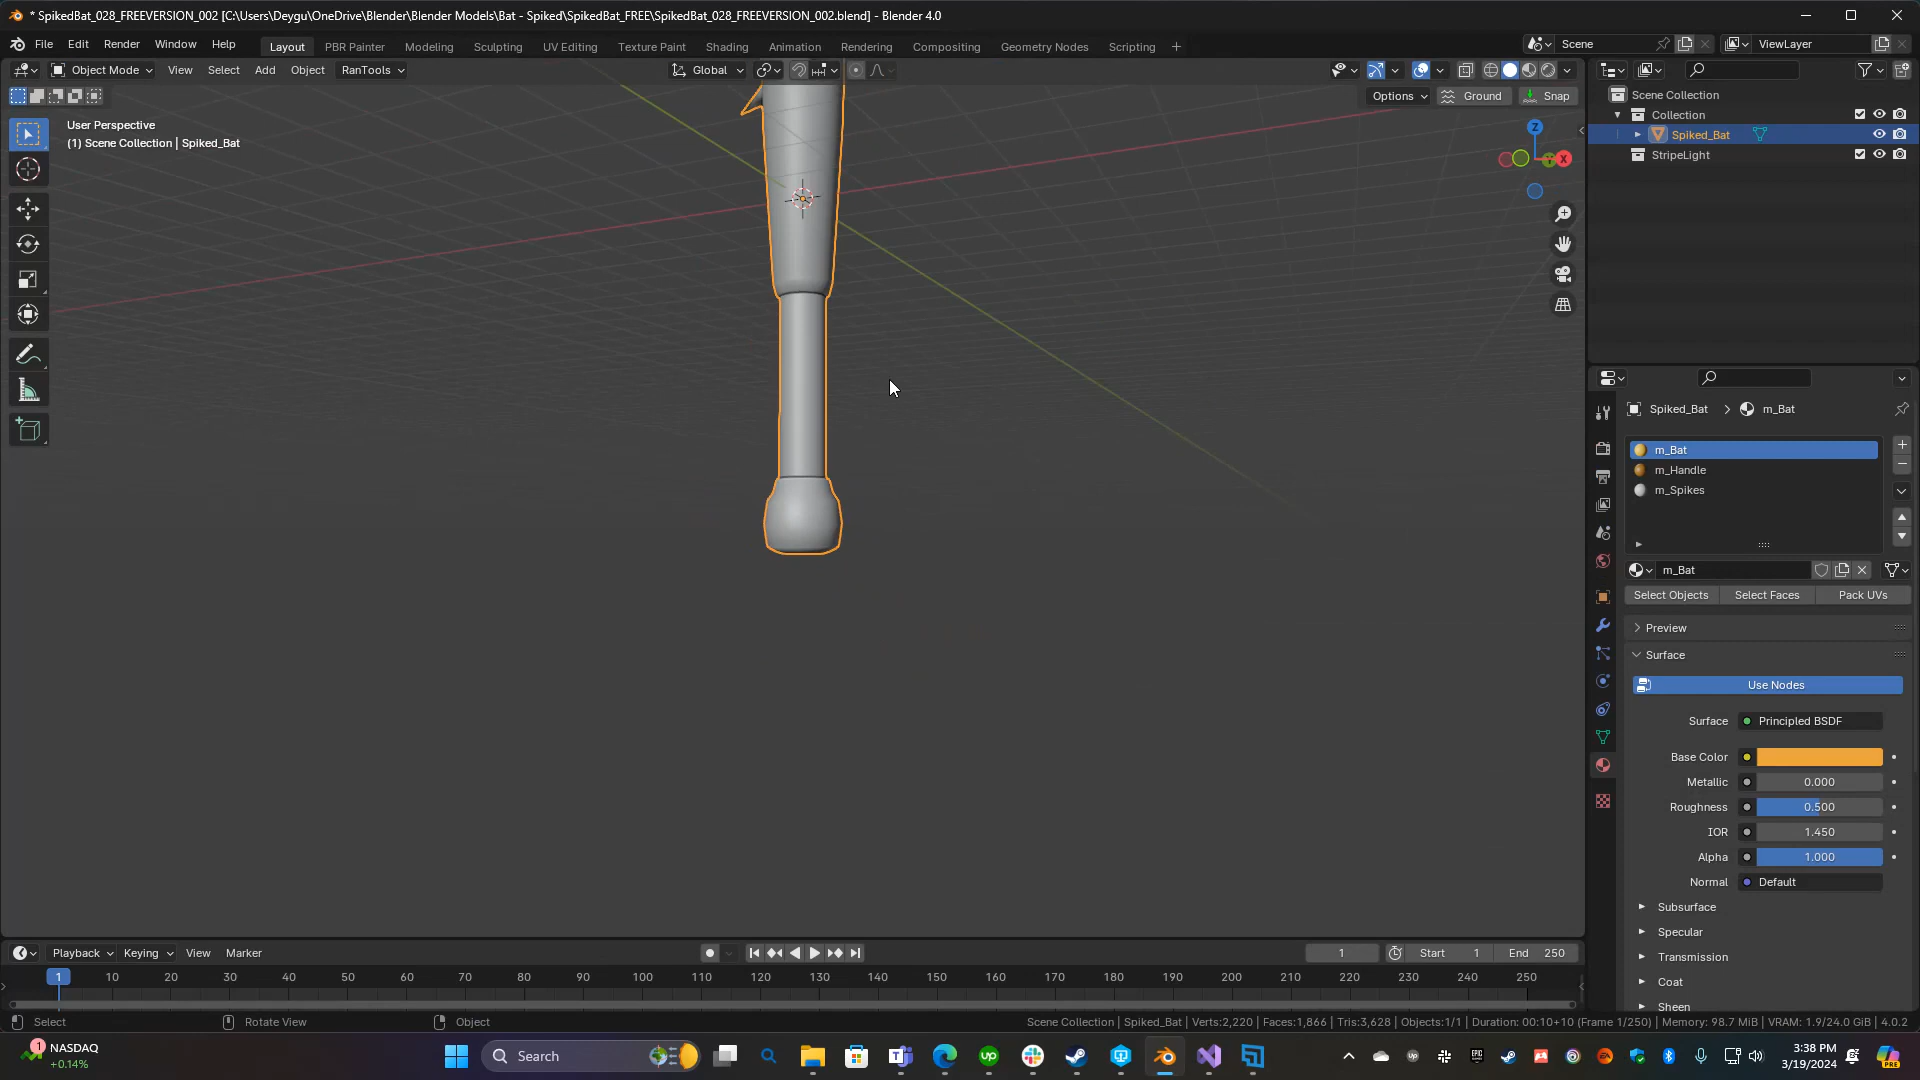 * SpikedBat_028_FREEVERSION_002 [C:\Users\Deygu\OneDrive\Blender\Blender Models\Bat - Spiked\SpikedBat_FREE\SpikedBat_028_FREEVERSION_002.blend] - Blender 4.0
File Edit Render Window Help Layout PBR Painter Modeling Sculpting UV Editing Texture Paint Shading Animation Rendering Compositing Geometry Nodes Scripting + Scene ViewLayer
Object Mode View Select Add Object RanTools Global
Options Ground Snap
User Perspective
(1) Scene Collection | Spiked_Bat
Z
X
Y
Scene Collection
Collection
Spiked_Bat
StripeLight
Spiked_Bat > m_Bat
m_Bat
m_Handle
m_Spikes
m_Bat
Select Objects Select Faces Pack UVs
Preview
Surface
Use Nodes
Surface Principled BSDF
Base Color
Metallic 0.000
Roughness 0.500
IOR 1.450
Alpha 1.000
Normal Default
Subsurface
Specular
Transmission
Coat
Sheen
Playback Keying View Marker 1 Start 1 End 250
1 10 20 30 40 50 60 70 80 90 100 110 120 130 140 150 160 170 180 190 200 210 220 230 240 250
Select Rotate View Object Scene Collection | Spiked_Bat | Verts:2,220 | Faces:1,866 | Tris:3,628 | Objects:1/1 | Duration: 00:10+10 (Frame 1/250) | Memory: 98.7 MiB | VRAM: 1.9/24.0 GiB | 4.0.2
1
NASDAQ
+0.14%
Search
up
EPIC
up
PRE
3:38 PM
3/19/2024